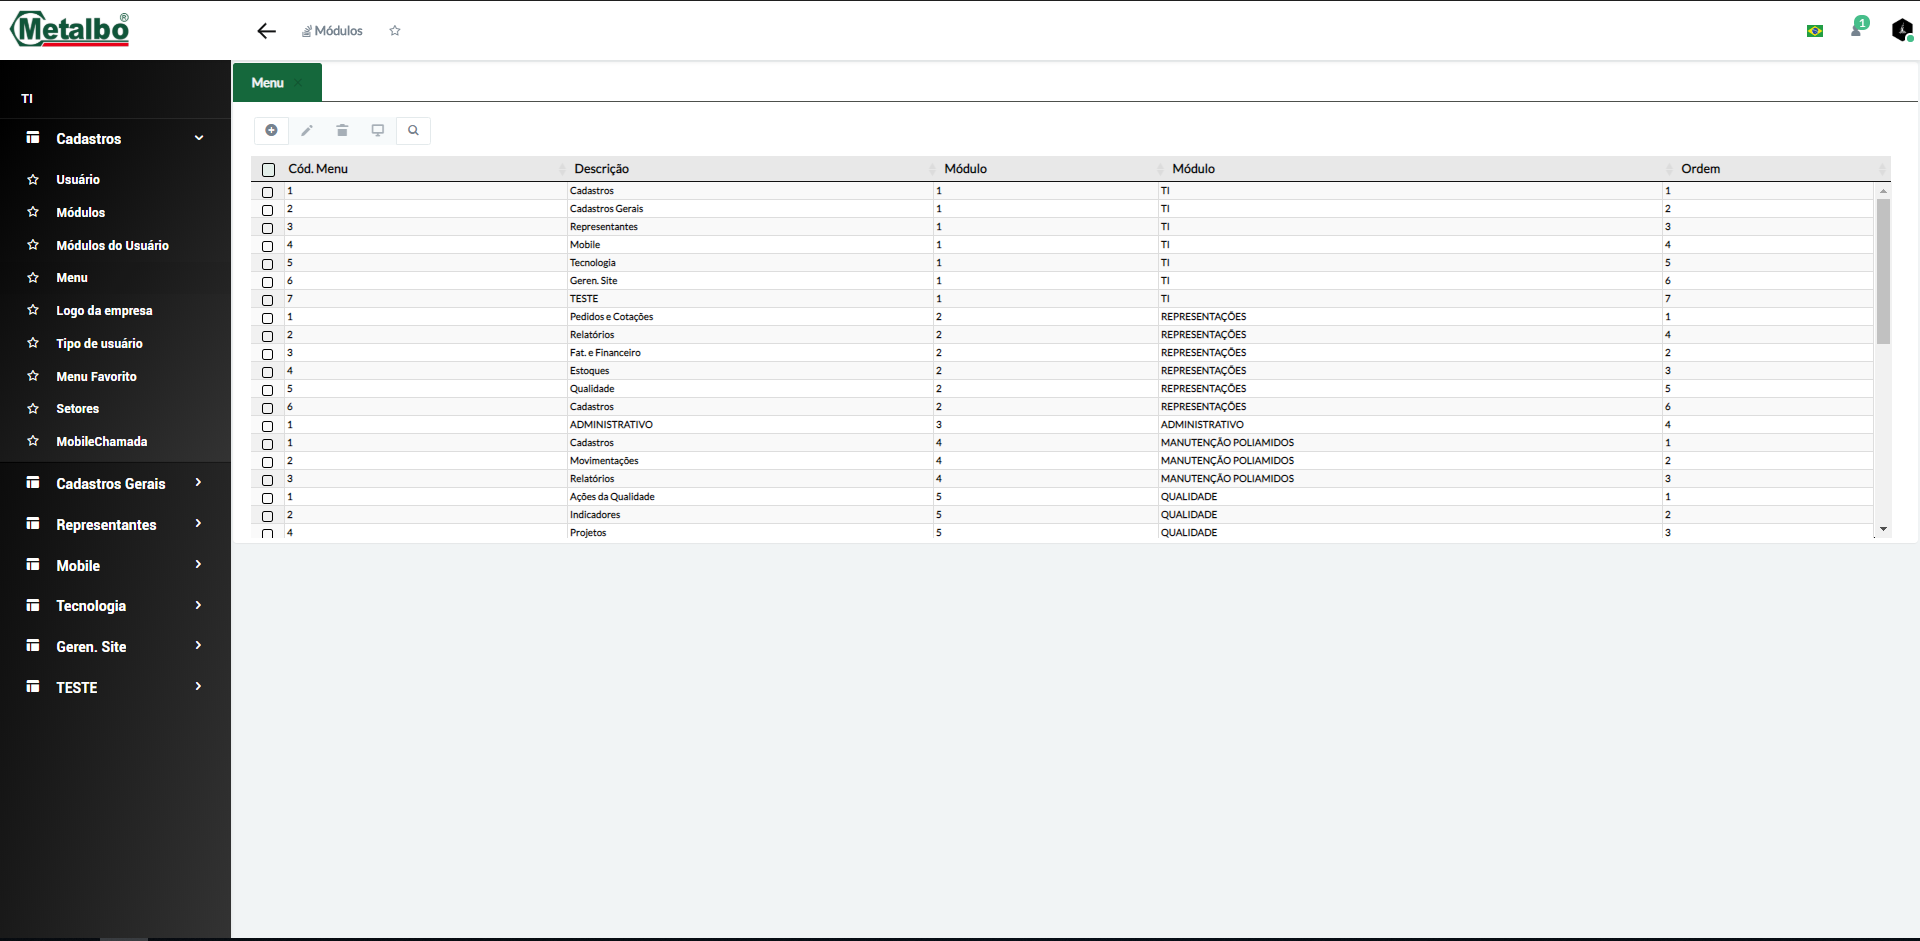 Metalbo®
Módulos
1
TI
Cadastros
Usuário
Módulos
Módulos do Usuário
Menu
Logo da empresa
Tipo de usuário
Menu Favorito
Setores
MobileChamada
Cadastros Gerais
Representantes
Mobile
Tecnologia
Geren. Site
TESTE
Menu
Cód. Menu Descrição Módulo Módulo Ordem
1 Cadastros 1 TI 1
2 Cadastros Gerais 1 TI 2
3 Representantes 1 TI 3
4 Mobile 1 TI 4
5 Tecnologia 1 TI 5
6 Geren. Site 1 TI 6
7 TESTE 1 TI 7
1 Pedidos e Cotações 2 REPRESENTAÇÕES 1
2 Relatórios 2 REPRESENTAÇÕES 4
3 Fat. e Financeiro 2 REPRESENTAÇÕES 2
4 Estoques 2 REPRESENTAÇÕES 3
5 Qualidade 2 REPRESENTAÇÕES 5
6 Cadastros 2 REPRESENTAÇÕES 6
1 ADMINISTRATIVO 3 ADMINISTRATIVO 4
1 Cadastros 4 MANUTENÇÃO POLIAMIDOS 1
2 Movimentações 4 MANUTENÇÃO POLIAMIDOS 2
3 Relatórios 4 MANUTENÇÃO POLIAMIDOS 3
1 Ações da Qualidade 5 QUALIDADE 1
2 Indicadores 5 QUALIDADE 2
4 Projetos 5 QUALIDADE 3